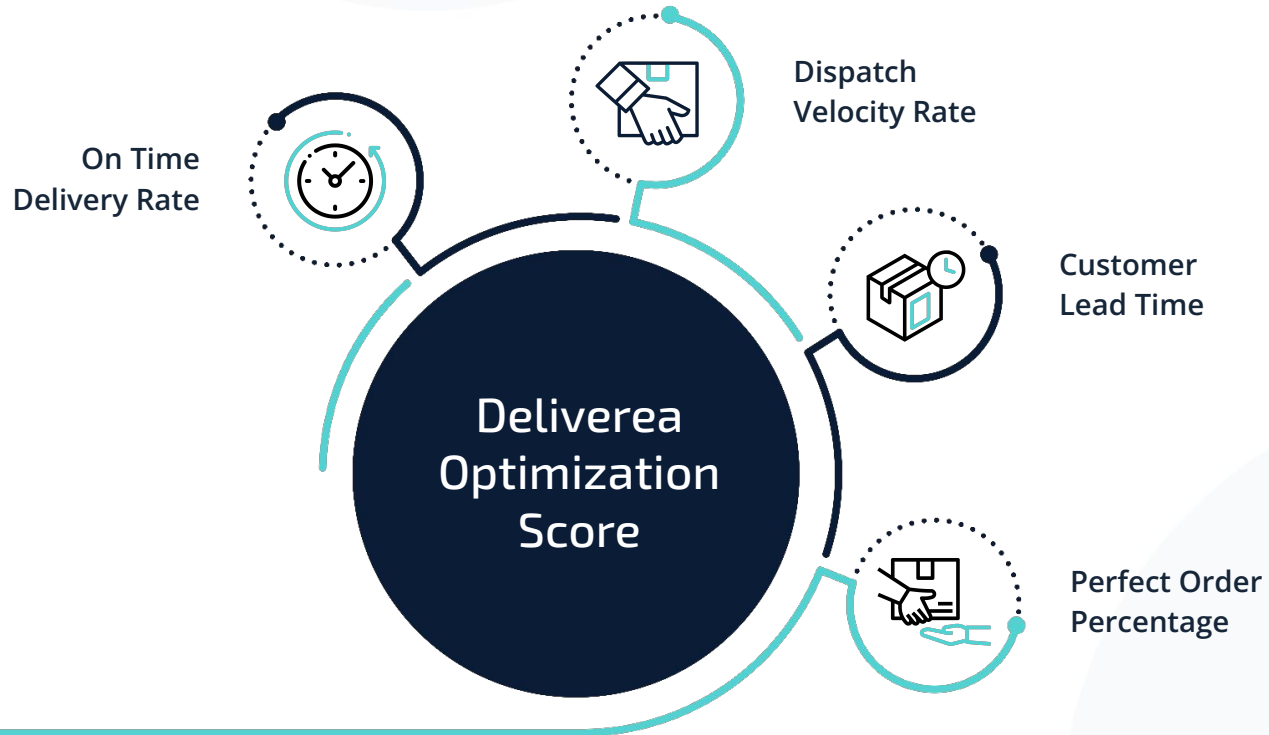 On Time
Delivery Rate
Dispatch
Velocity Rate
Customer
Lead Time
Deliverea
Optimization
Score
Perfect Order
Percentage